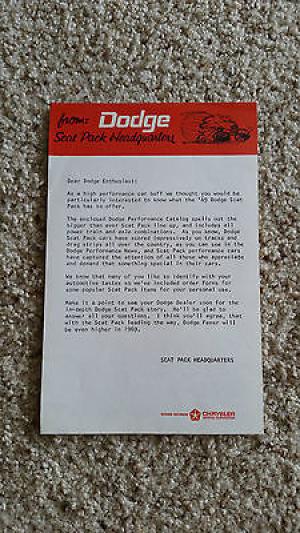 from: Dodge
Scat Pack Headquarters
Dear Dodge Enthusiast:
As a high performance car buff we thought you would be
particularly interested to know what the '69 Dodge Scat
Pack has to offer.
The enclosed Dodge Performance Catalog spells out the
bigger than ever Scat Pack line up, and includes all
power train and axle combinations. As you know, Dodge
Scat Pack cars have scored impressive wins on tracks and
drag strips all over the country, as you can see in the
Dodge Performance News, and Scat Pack performance cars
have captured the attention of all those who appreciate
and demand that something special in their cars.
We know that many of you like to identify with your
automotive tastes so we've included order forms for
some popular Scat Pack items for your personal use.
Make it a point to see your Dodge Dealer soon for the
in-depth Dodge Scat Pack story. He'll be glad to
answer all your questions. I think you'll agree, that
with the Scat Pack leading the way, Dodge Fever will
be even higher in 1969.
SCAT PACK HEADQUARTERS
DODGE DIVISION CHRYSLER
MOTORS CORPORATION